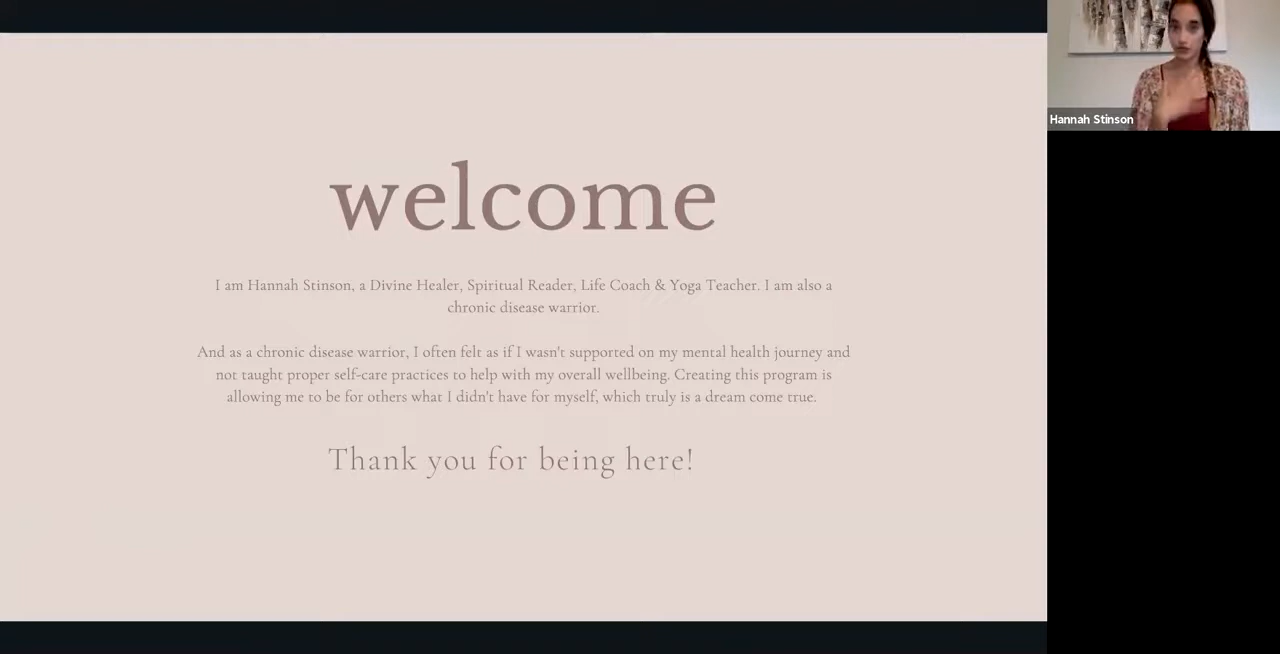 welcome
I am Hannah Stinson, a Divine Healer, Spiritual Reader, Life Coach & Yoga Teacher. I am also a
chronic disease warrior.
And as a chronic disease warrior, I often felt as if I wasn't supported on my mental health journey and
not taught proper self-care practices to help with my overall wellbeing. Creating this program is
allowing me to be for others what I didn't have for myself, which truly is a dream come true.
Thank you for being here!
Hannah Stinson